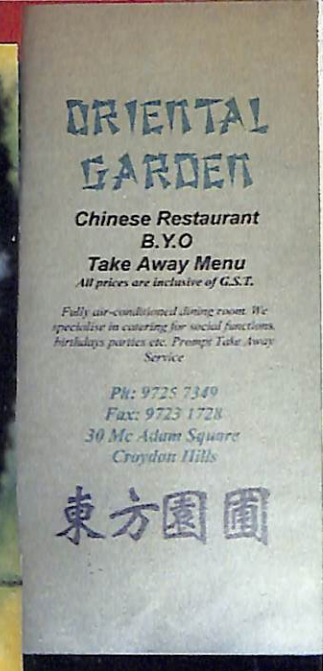 ORIENTAL
GARDEN
Chinese Restaurant
B.Y.O
Take Away Menu
All prices are inclusive of G.S.T.
Fully air-conditioned dining room. We
specialise in catering for social functions,
birthdays parties etc. Prompt Take Away
Service
Ph: 9725 7349
Fax: 9723 1728
30 Mc Adam Square
Croydon Hills
東方園圃